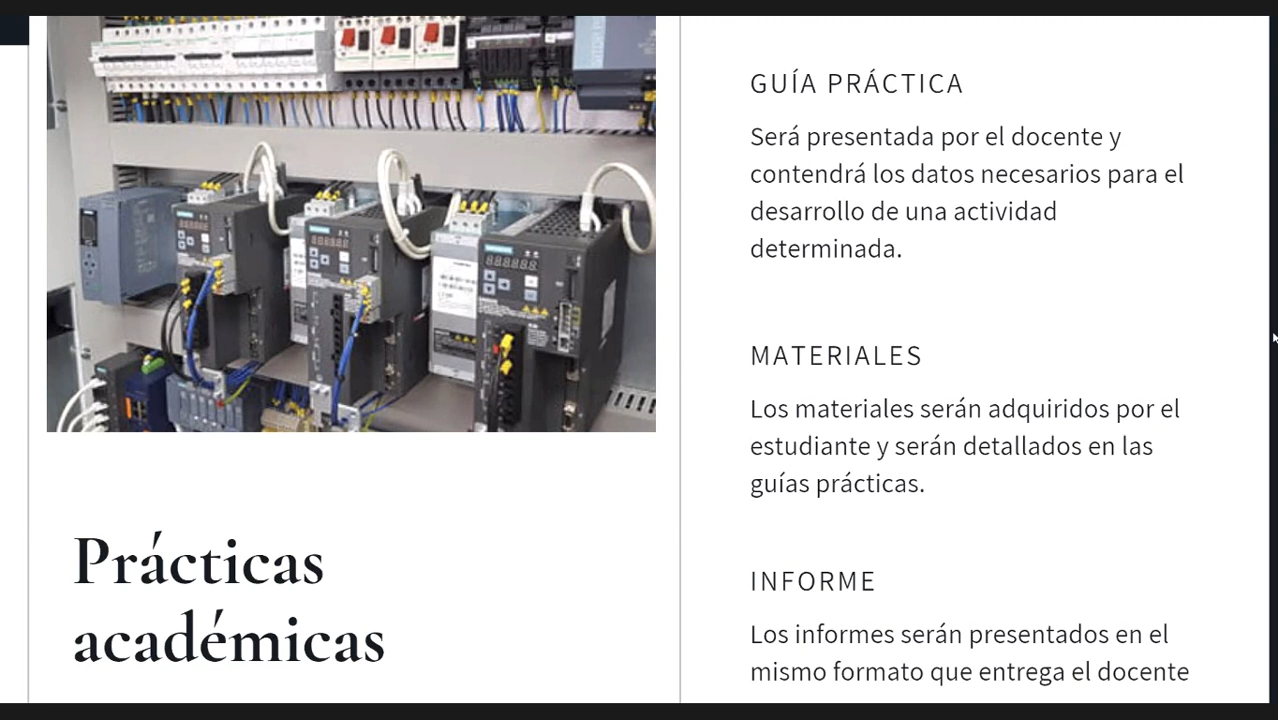 Prácticas
académicas
GUÍA PRÁCTICA
Será presentada por el docente y
contendrá los datos necesarios para el
desarrollo de una actividad
determinada.
MATERIALES
Los materiales serán adquiridos por el
estudiante y serán detallados en las
guías prácticas.
INFORME
Los informes serán presentados en el
mismo formato que entrega el docente